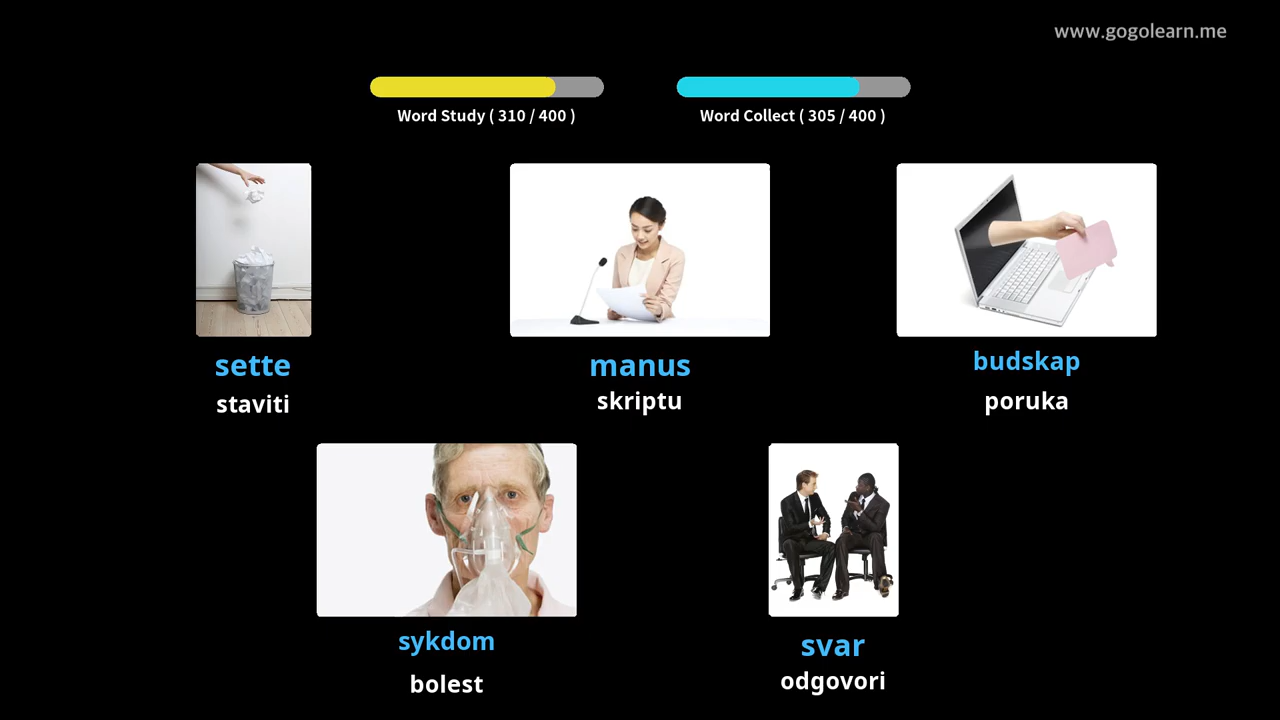 www.gogolearn.me
Word Study ( 310 / 400 )
Word Collect ( 305 / 400 )
sette
staviti
manus
skriptu
budskap
poruka
sykdom
bolest
svar
odgovori